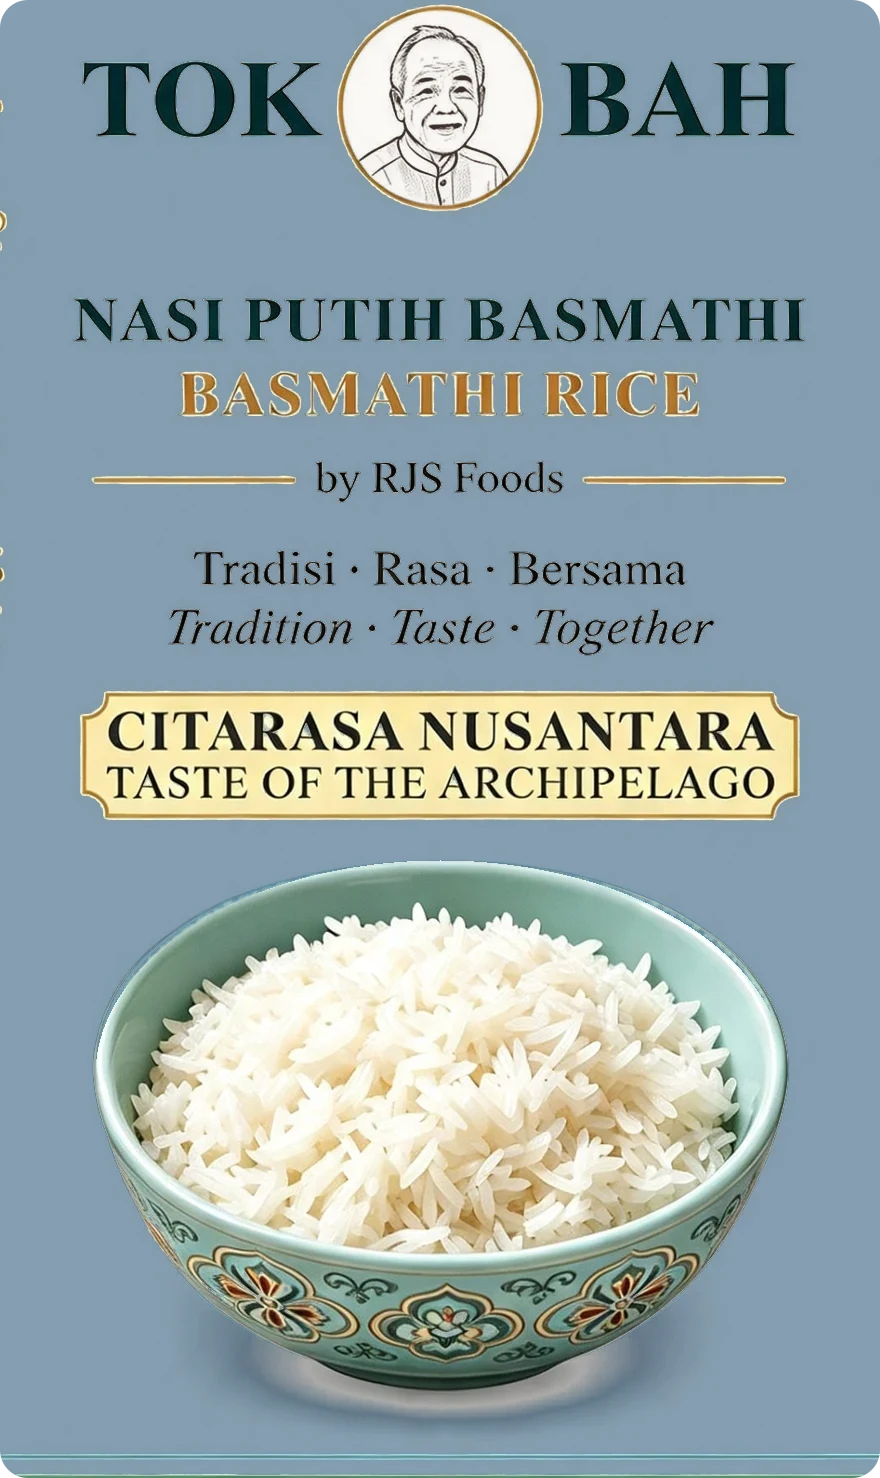 TOK BAH
NASI PUTIH BASMATHI
BASMATHI RICE
by RJS Foods
Tradisi · Rasa · Bersama
Tradition · Taste · Together
CITARASA NUSANTARA
TASTE OF THE ARCHIPELAGO